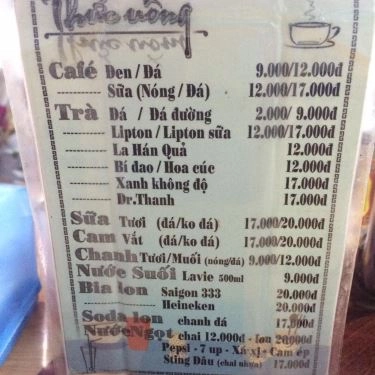 Thức uống
Café Đen / Đá 9.000/12.000đ
Sữa (Nóng / Đá) 12.000/17.000đ
Trà Đá / Đá đường 2.000/ 9.000đ
Lipton / Lipton sữa 12.000/17.000đ
La Hán Quả 12.000đ
Bí đao / Hoa cúc 12.000đ
Xanh không độ 17.000đ
Dr.Thanh 17.000đ
Sữa Tươi (đá/ko đá) 17.000/20.000đ
Cam vắt (đá/ko đá) 17.000/20.000đ
Chanh Tươi/Muối (nóng/đá) 9.000/12.000đ
Nước Suối Lavie 500ml 9.000đ
Bia lon Saigon 333 20.000đ
Heineken 20.000đ
Soda lon chanh đá 17.000đ
Nước Ngọt chai 12.000đ - lon 20.000đ
Pepsi - 7 up - Xá xị - Cam ép
Sting Dâu (chai nhựa) 17.000đ